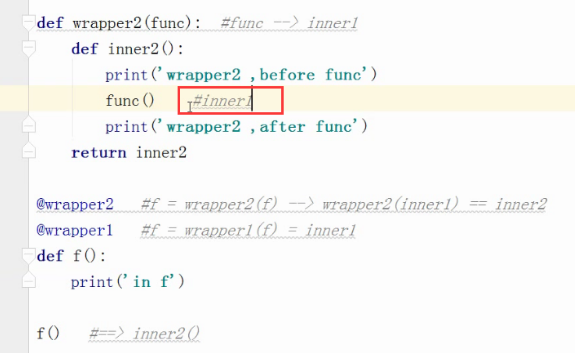 def wrapper2(func):  #func --> inner1
    def inner2():
        print('wrapper2 ,before func')
        func()    #inner1
        print('wrapper2 ,after func')
    return inner2
@wrapper2   #f = wrapper2(f) --> wrapper2(inner1) == inner2
@wrapper1   #f = wrapper1(f) = inner1
def f():
    print('in f')
f()   #==> inner2()